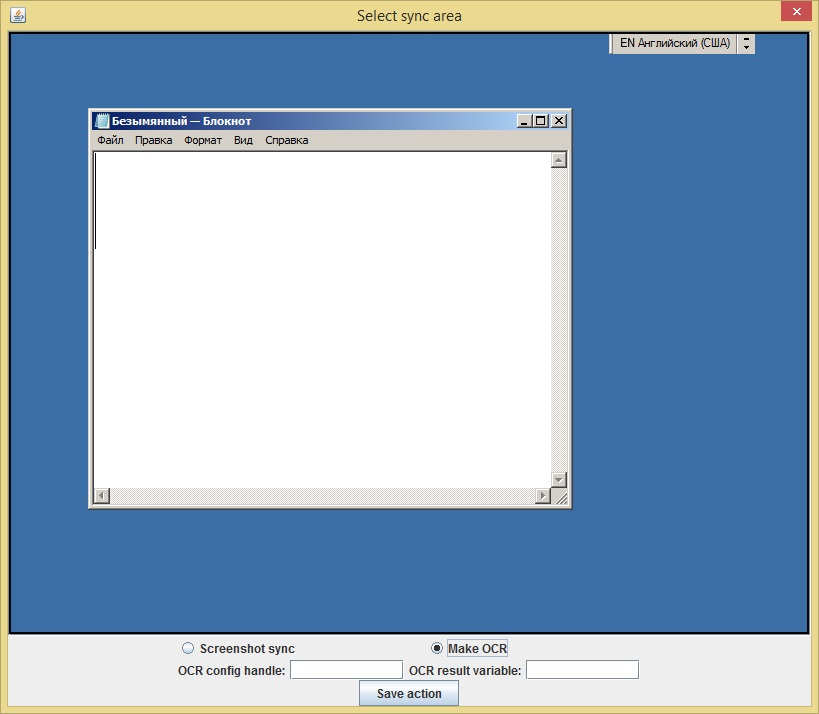 Select sync area
EN Английский (США)
Безымянный — Блокнот
Файл Правка Формат Вид Справка
Screenshot sync Make OCR
OCR config handle: OCR result variable:
Save action